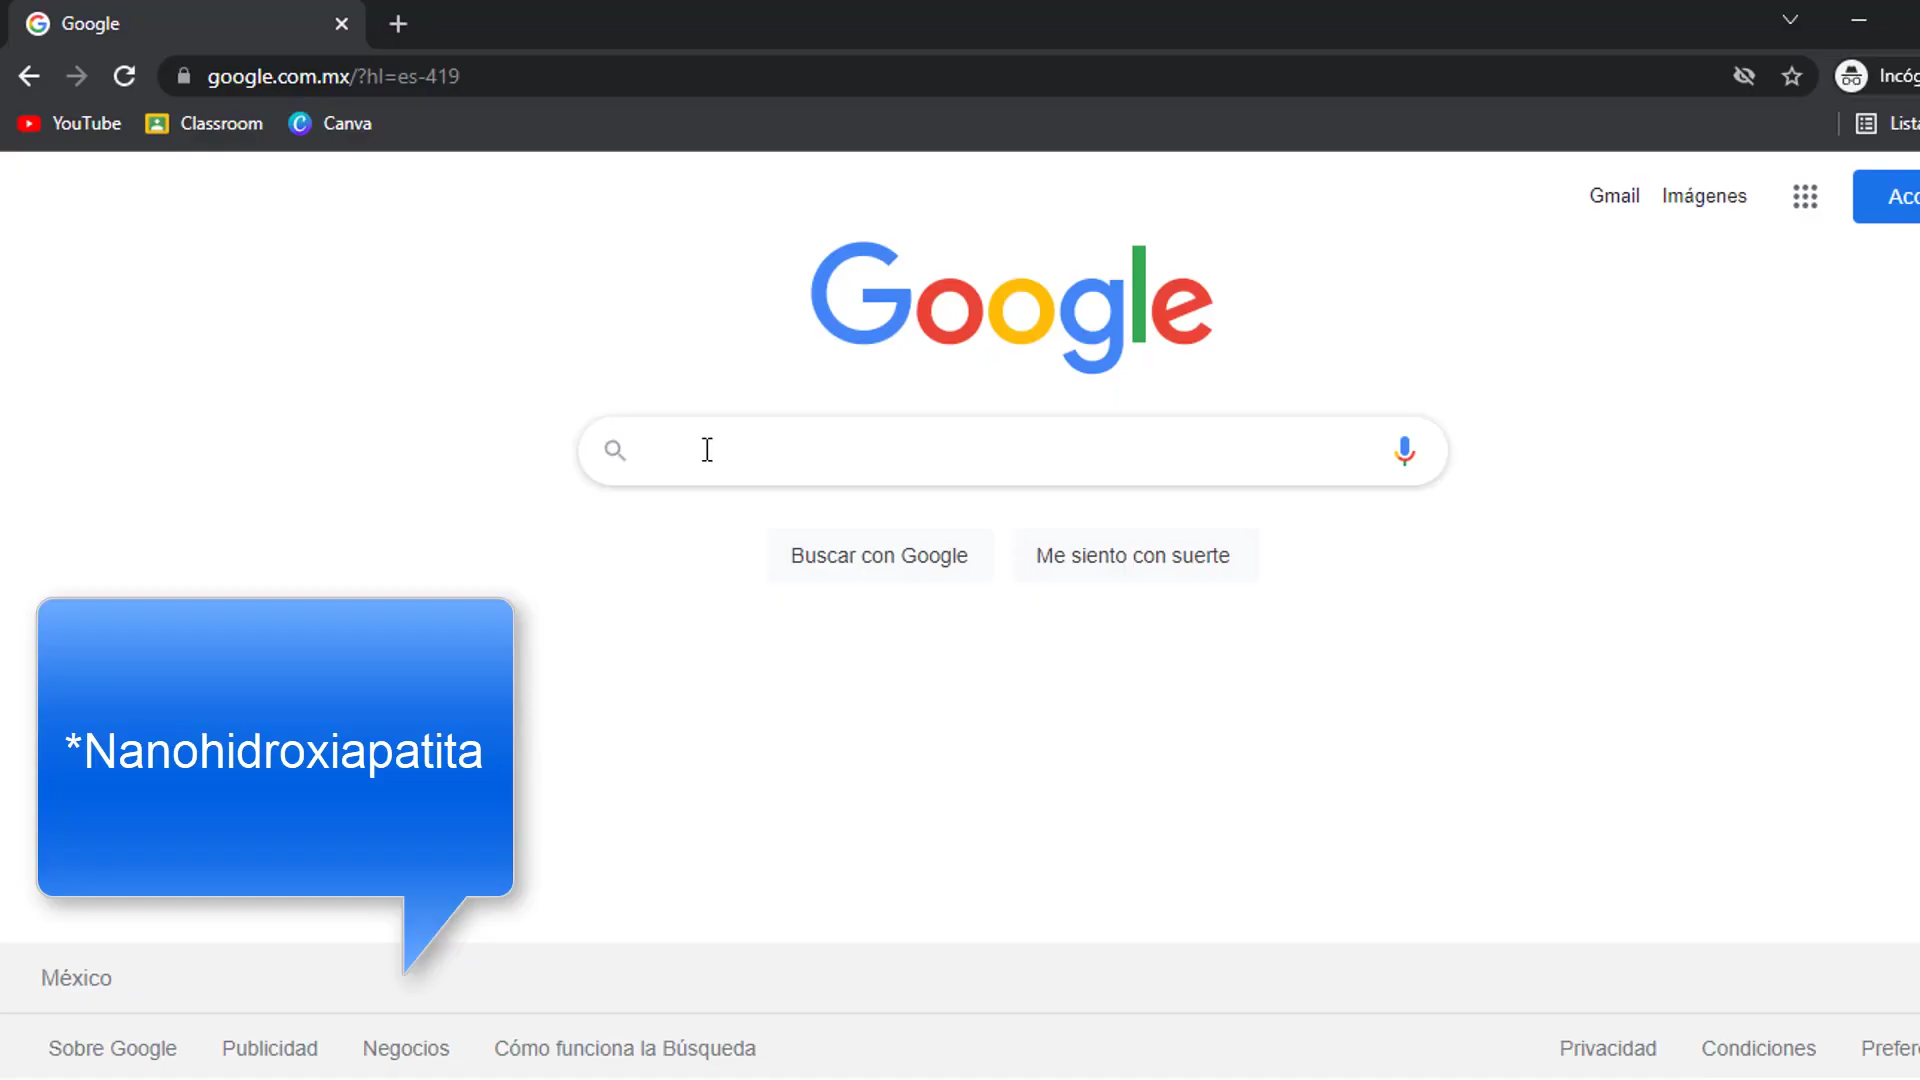 Google
google.com.mx/?hl=es-419
YouTube
Classroom
Canva
Gmail
Imágenes
Google
Buscar con Google
Me siento con suerte
*Nanohidroxiapatita
México
Sobre Google
Publicidad
Negocios
Cómo funciona la Búsqueda
Privacidad
Condiciones